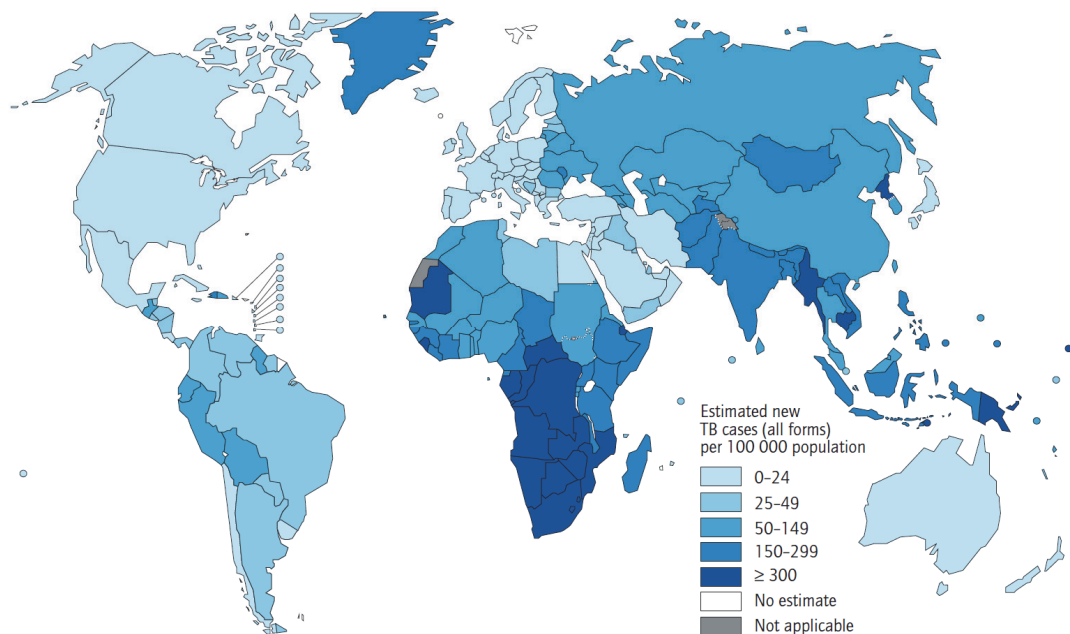 Estimated new
TB cases (all forms)
per 100 000 population
0–24
25–49
50–149
150–299
≥ 300
No estimate
Not applicable